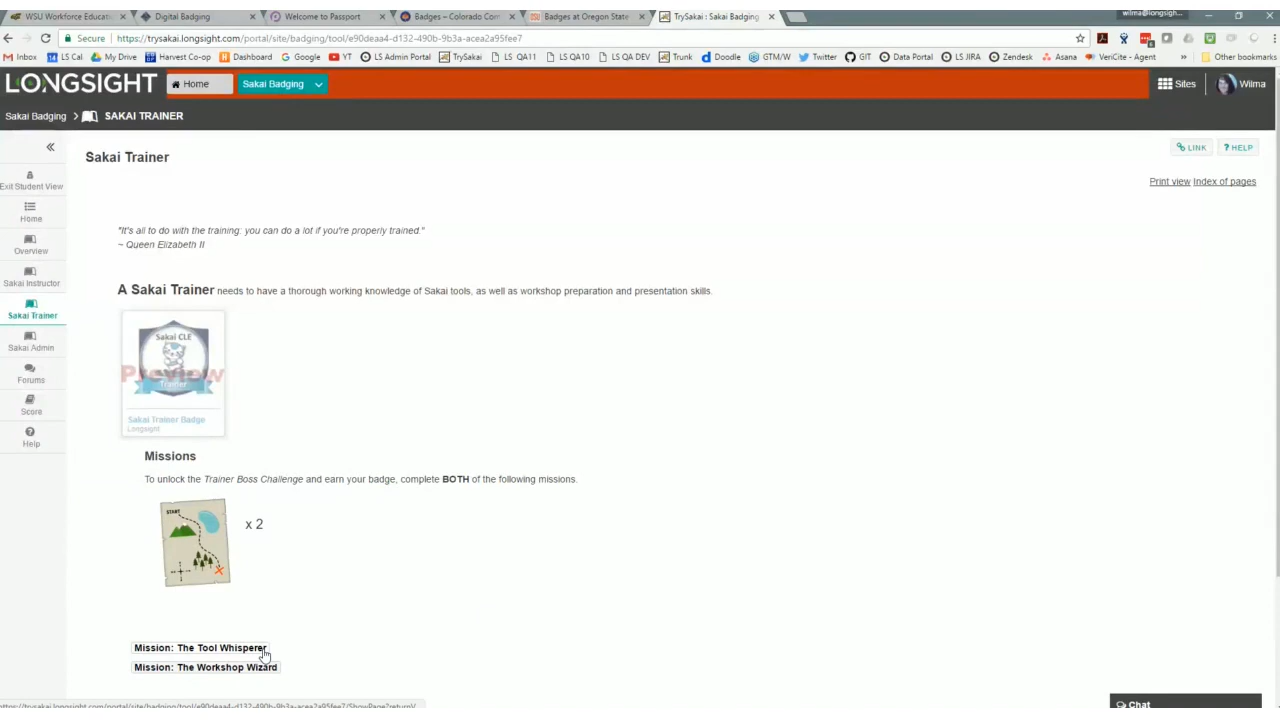 WSU Workforce Educati
Digital Badging
Welcome to Passport
Badges – Colorado Com
Badges at Oregon State
TrySakai : Sakai Badging
wilma@longsigh...
Secure
https://trysakai.longsight.com/portal/site/badging/tool/e90deaa4-d132-490b-9b3a-acea2a95fee7
Inbox
LS Cal
My Drive
Harvest Co-op
Dashboard
Google
YT
LS Admin Portal
TrySakai
LS QA11
LS QA10
LS QA DEV
Trunk
Doodle
GTM/W
Twitter
GIT
Data Portal
LS JIRA
Zendesk
Asana
VeriCite - Agent
»
Other bookmarks
LONGSIGHT
Home
Sakai Badging
Sites
Wilma
Sakai Badging > SAKAI TRAINER
Exit Student View
Home
Overview
Sakai Instructor
Sakai Trainer
Sakai Admin
Forums
Score
Help
Sakai Trainer
LINK
? HELP
Print view Index of pages
"It's all to do with the training: you can do a lot if you're properly trained."
~ Queen Elizabeth II
A Sakai Trainer needs to have a thorough working knowledge of Sakai tools, as well as workshop preparation and presentation skills.
Sakai CLE
Preview
Trainer
Sakai Trainer Badge
Longsight
Missions
To unlock the Trainer Boss Challenge and earn your badge, complete BOTH of the following missions.
START
x 2
Mission: The Tool Whisperer
Mission: The Workshop Wizard
Chat